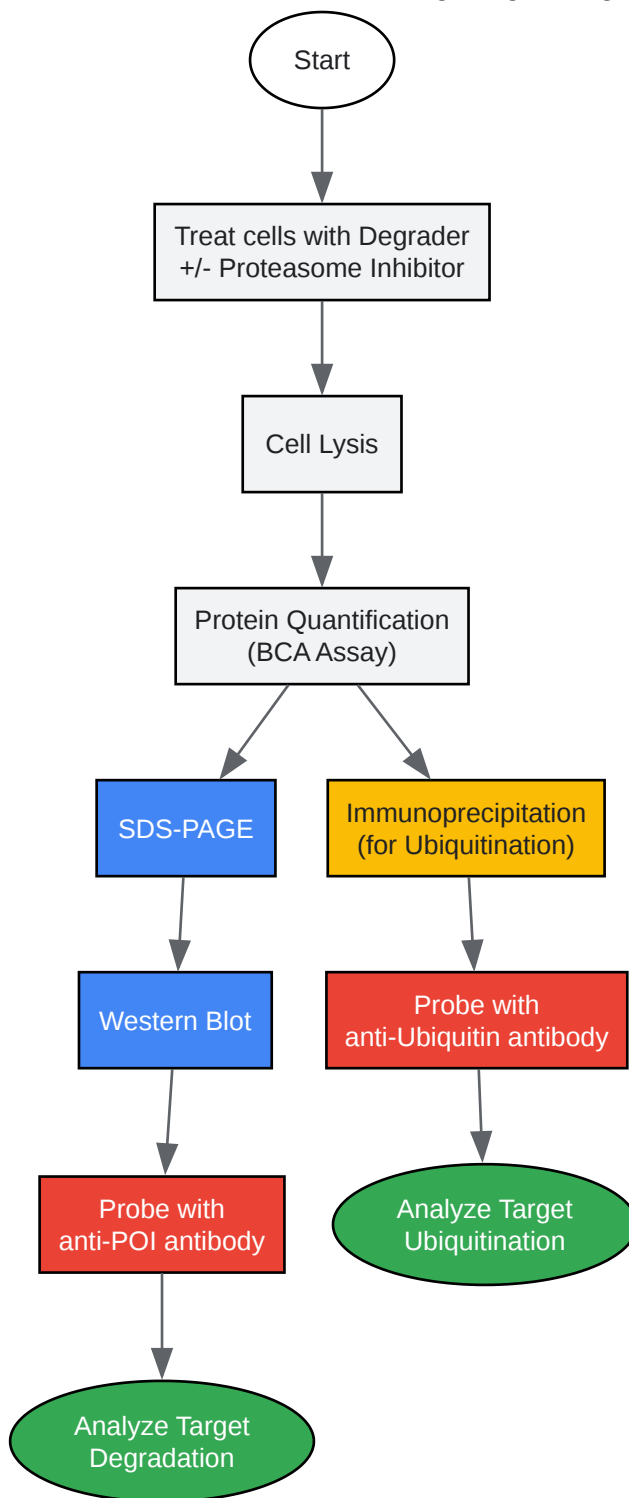 Start
Treat cells with Degrader
+/- Proteasome Inhibitor
Cell Lysis
Protein Quantification
(BCA Assay)
SDS-PAGE
Immunoprecipitation
(for Ubiquitination)
Western Blot
Probe with
anti-Ubiquitin antibody
Probe with
anti-POI antibody
Analyze Target
Ubiquitination
Analyze Target
Degradation